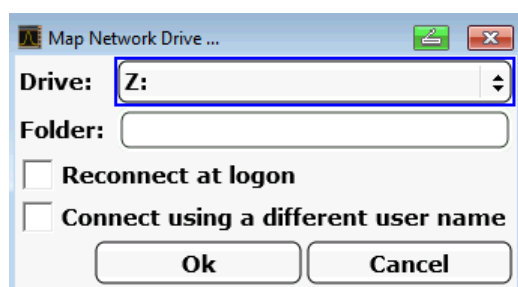 Map Network Drive ...
Drive: Z:
Folder:
Reconnect at logon
Connect using a different user name
Ok Cancel